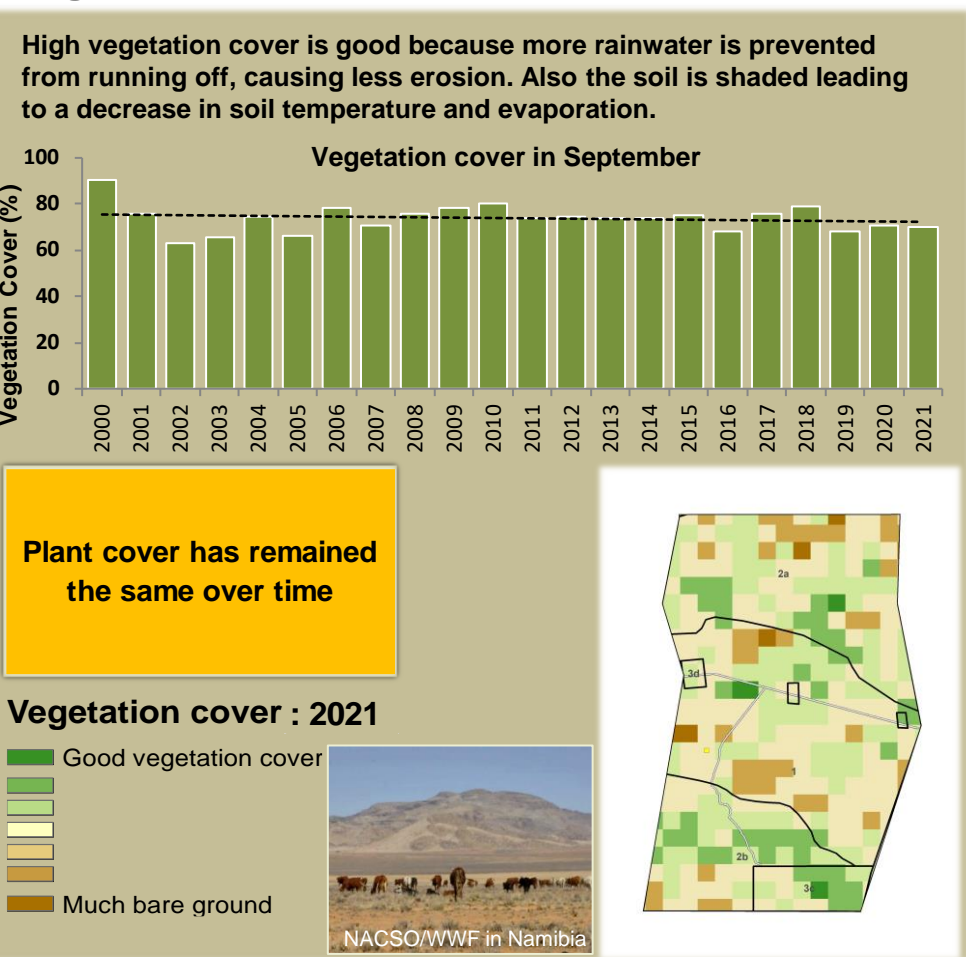 High vegetation cover is good because more rainwater is prevented
from running off, causing less erosion. Also the soil is shaded leading
to a decrease in soil temperature and evaporation.
Vegetation cover in September
Vegetation Cover (%)
100
80
60
40
20
0
2000 2001 2002 2003 2004 2005 2006 2007 2008 2009 2010 2011 2012 2013 2014 2015 2016 2017 2018 2019 2020 2021
Plant cover has remained
the same over time
Vegetation cover : 2021
Good vegetation cover
Much bare ground
NACSO/WWF in Namibia
2a
3d
1
2b
3c